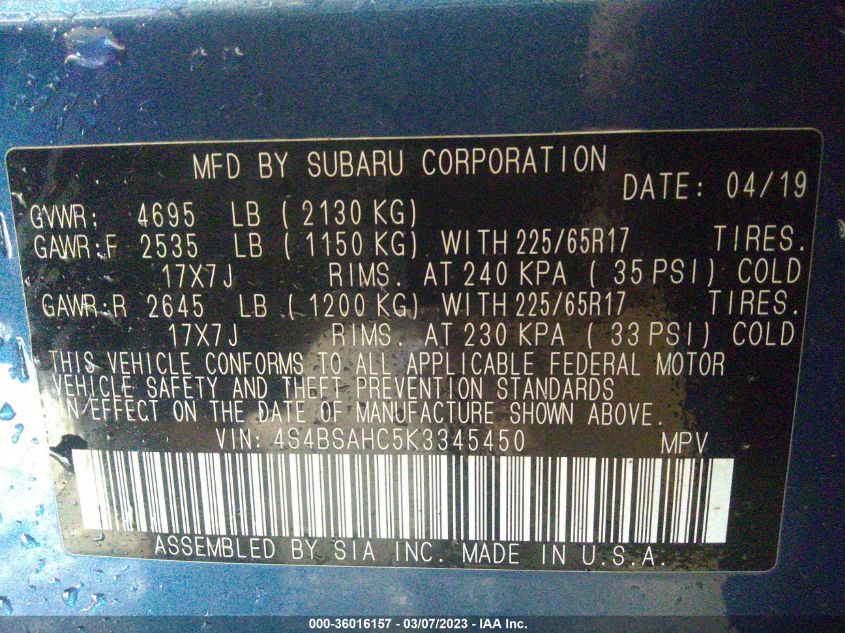 MFD BY SUBARU CORPORATION
DATE: 04/19
GVWR: 4695 LB (2130 KG)
GAWR:F 2535 LB (1150 KG) WITH 225/65R17 TIRES.
17X7J RIMS. AT 240 KPA (35 PSI) COLD
GAWR:R 2645 LB (1200 KG) WITH 225/65R17 TIRES.
17X7J RIMS. AT 230 KPA (33 PSI) COLD
THIS VEHICLE CONFORMS TO ALL APPLICABLE FEDERAL MOTOR
VEHICLE SAFETY AND THEFT PREVENTION STANDARDS
IN EFFECT ON THE DATE OF MANUFACTURE SHOWN ABOVE.
VIN: 4S4BSAHC5K3345450 MPV
ASSEMBLED BY SIA INC. MADE IN U.S.A.
000-36016157 - 03/07/2023 - IAA Inc.